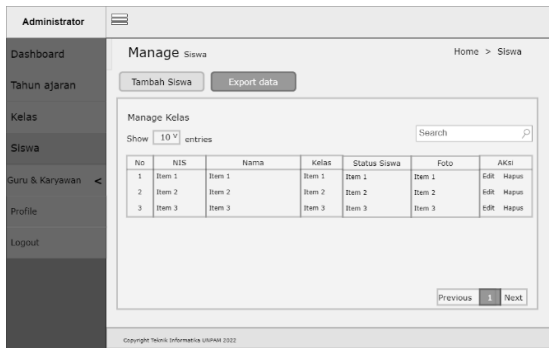 Administrator
Dashboard
Tahun ajaran
Kelas
Siswa
Guru & Karyawan <
Profile
Logout
Manage Siswa
Home > Siswa
Tambah Siswa Export data
Manage Kelas
Show 10 v entries
Search
No NIS Nama Kelas Status Siswa Foto AKsi
1 Item 1 Item 1 Item 1 Item 1 Item 1 Edit Hapus
2 Item 2 Item 2 Item 2 Item 2 Item 2 Edit Hapus
3 Item 3 Item 3 Item 3 Item 3 Item 3 Edit Hapus
Previous 1 Next
Copyright Teknik Informatika UNPAM 2022